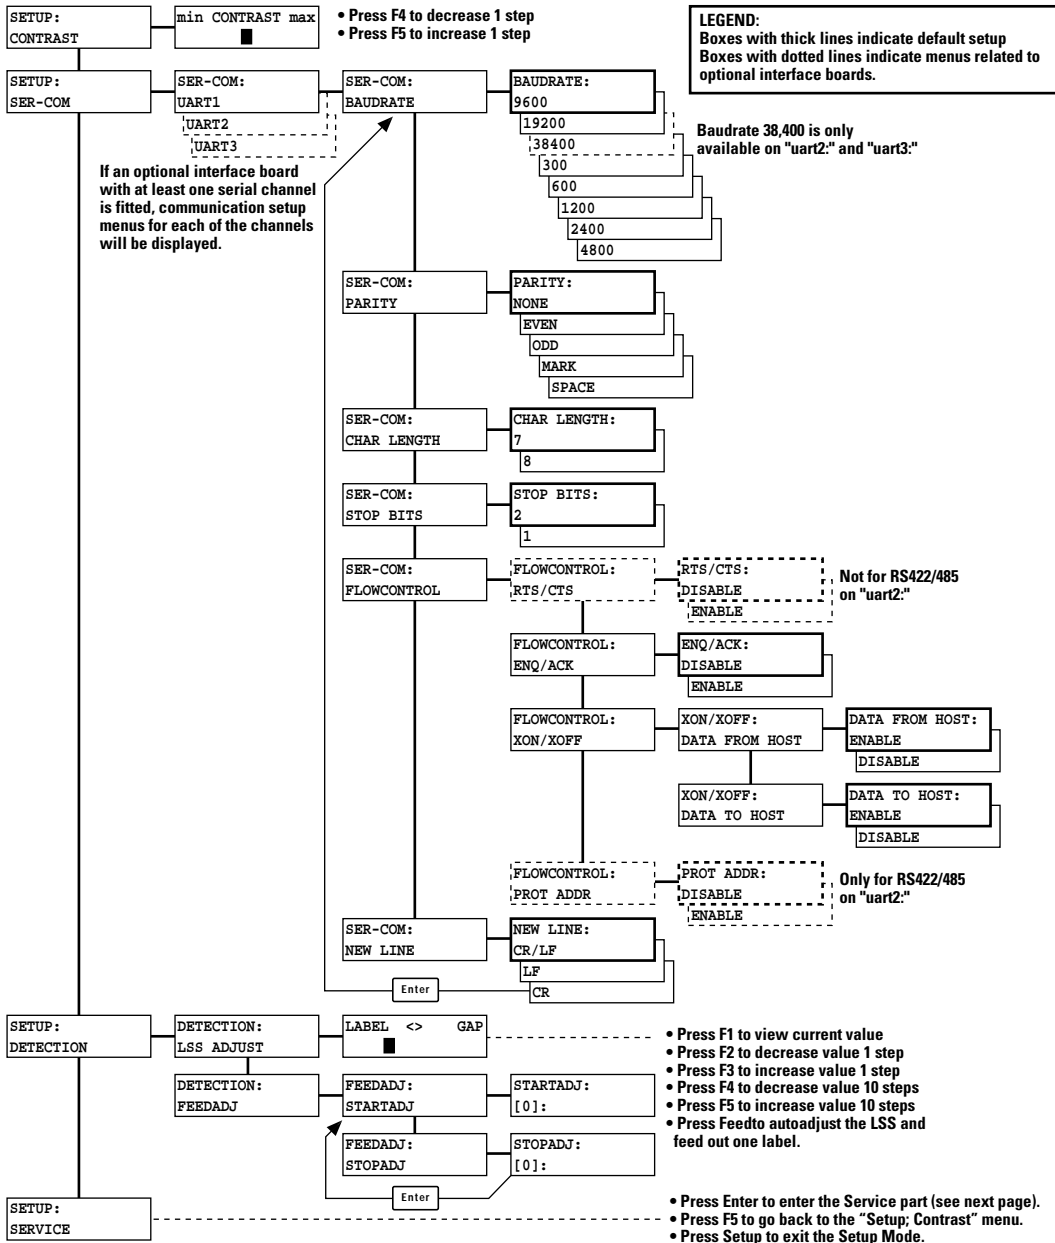 SETUP:
CONTRAST
min CONTRAST max
• Press F4 to decrease 1 step
• Press F5 to increase 1 step
LEGEND:
Boxes with thick lines indicate default setup
Boxes with dotted lines indicate menus related to
optional interface boards.
SETUP:
SER-COM
SER-COM:
UART1
UART2
UART3
SER-COM:
BAUDRATE
BAUDRATE:
9600
19200
38400
300
600
1200
2400
4800
Baudrate 38,400 is only
available on "uart2:" and "uart3:"
If an optional interface board
with at least one serial channel
is fitted, communication setup
menus for each of the channels
will be displayed.
SER-COM:
PARITY
PARITY:
NONE
EVEN
ODD
MARK
SPACE
SER-COM:
CHAR LENGTH
CHAR LENGTH:
7
8
SER-COM:
STOP BITS
STOP BITS:
2
1
SER-COM:
FLOWCONTROL
FLOWCONTROL:
RTS/CTS
RTS/CTS:
DISABLE
ENABLE
Not for RS422/485
on "uart2:"
FLOWCONTROL:
ENQ/ACK
ENQ/ACK:
DISABLE
ENABLE
FLOWCONTROL:
XON/XOFF
XON/XOFF:
DATA FROM HOST
DATA FROM HOST:
ENABLE
DISABLE
XON/XOFF:
DATA TO HOST
DATA TO HOST:
ENABLE
DISABLE
FLOWCONTROL:
PROT ADDR
PROT ADDR:
DISABLE
ENABLE
Only for RS422/485
on "uart2:"
SER-COM:
NEW LINE
NEW LINE:
CR/LF
LF
CR
Enter
SETUP:
DETECTION
DETECTION:
LSS ADJUST
LABEL <> GAP
• Press F1 to view current value
• Press F2 to decrease value 1 step
• Press F3 to increase value 1 step
• Press F4 to decrease value 10 steps
• Press F5 to increase value 10 steps
• Press Feedto autoadjust the LSS and
feed out one label.
DETECTION:
FEEDADJ
FEEDADJ:
STARTADJ
STARTADJ:
[0]:
FEEDADJ:
STOPADJ
STOPADJ:
[0]:
Enter
SETUP:
SERVICE
• Press Enter to enter the Service part (see next page).
• Press F5 to go back to the “Setup; Contrast” menu.
• Press Setup to exit the Setup Mode.